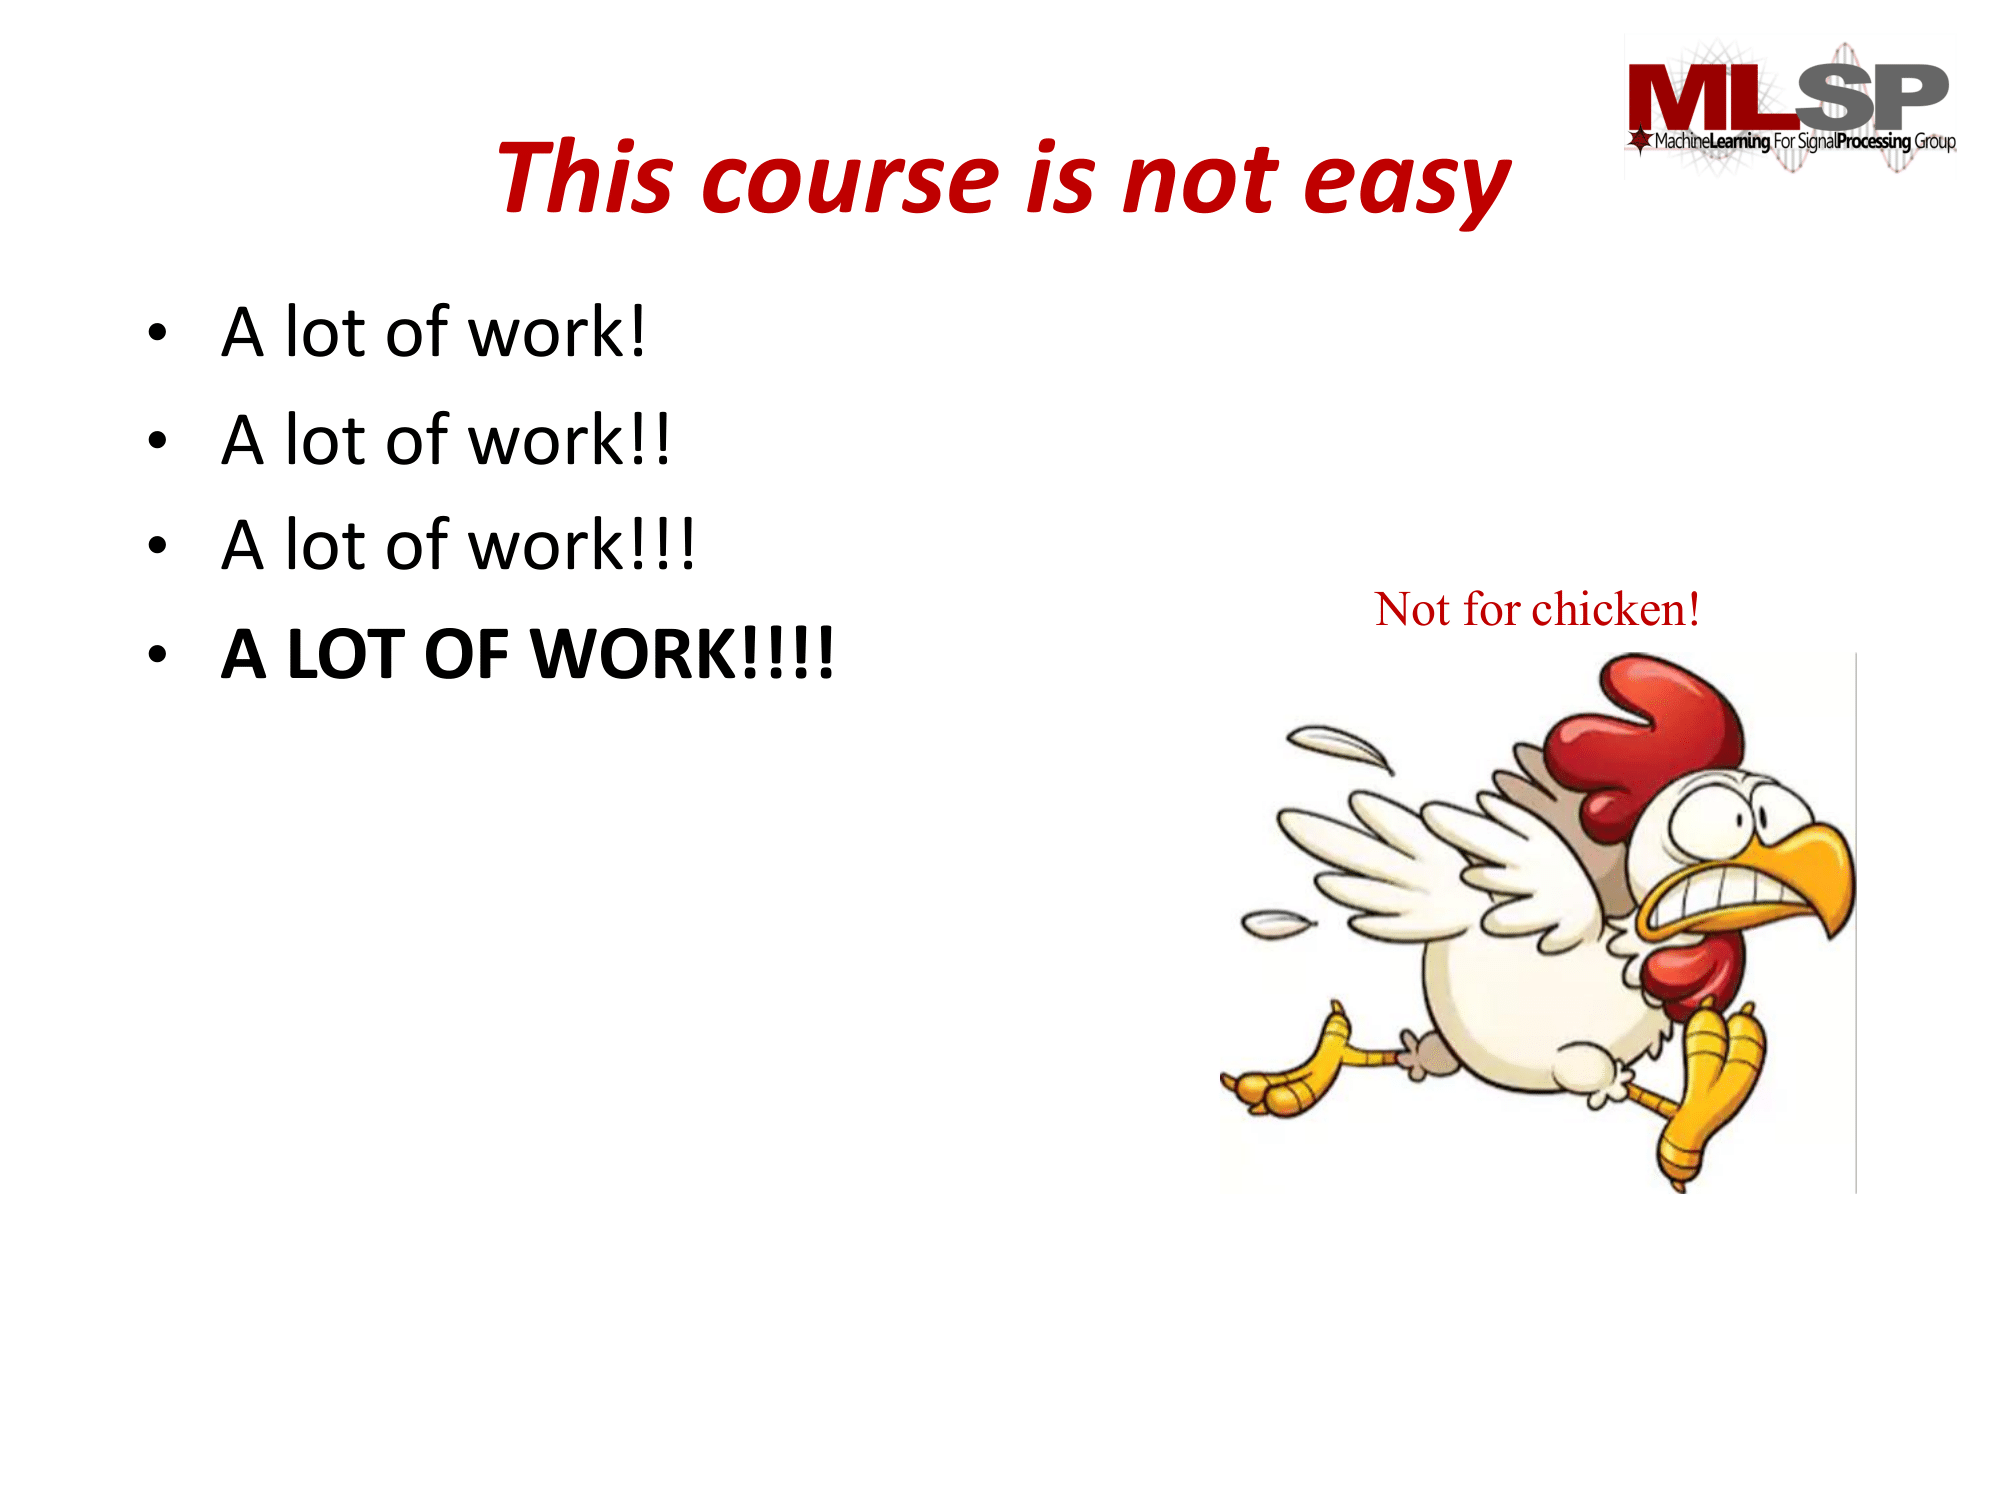 MLSP
MachineLearning For SignalProcessing Group
This course is not easy
• A lot of work!
• A lot of work!!
• A lot of work!!!
• A LOT OF WORK!!!!
Not for chicken!